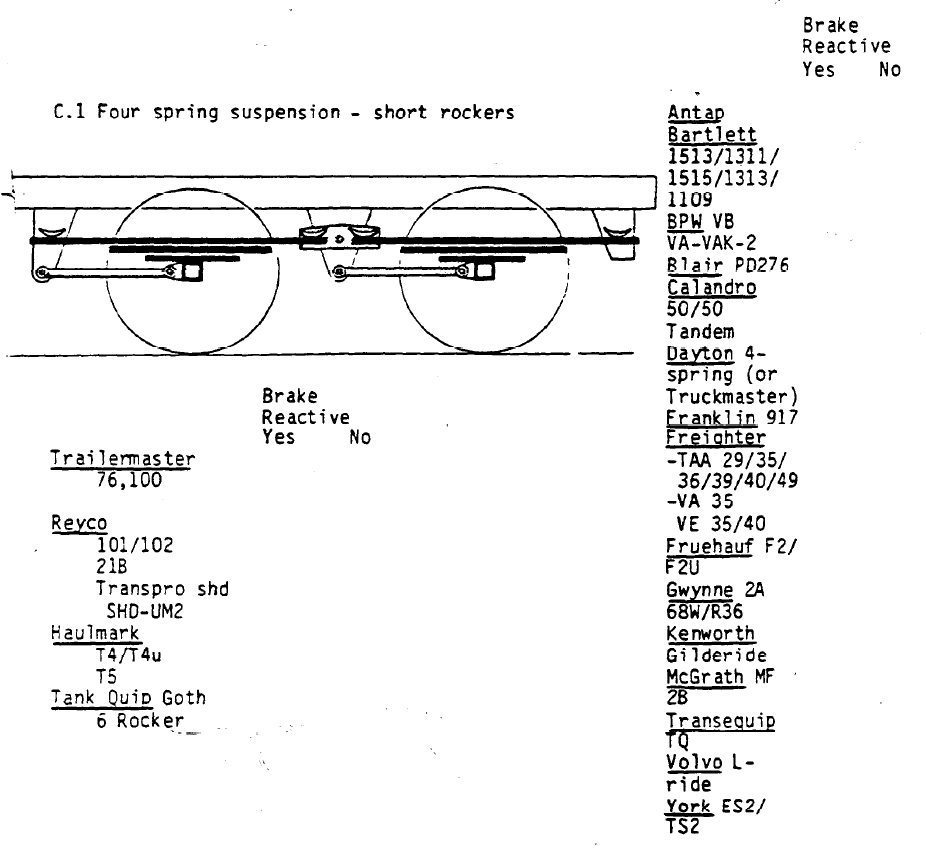 Brake
Reactive
Yes No
C.1 Four spring suspension - short rockers
Brake
Reactive
Yes No
Trailermaster
76,100
Reyco
101/102
21B
Transpro shd
SHD-UM2
Haulmark
T4/T4u
T5
Tank Quip Goth
6 Rocker
Antap
Bartlett
1513/1311/
1515/1313/
1109
BPW VB
VA-VAK-2
Blair PD276
Calandro
50/50
Tandem
Dayton 4-
spring (or
Truckmaster)
Franklin 917
Freighter
-TAA 29/35/
36/39/40/49
-VA 35
VE 35/40
Fruehauf F2/
F2U
Gwynne 2A
68W/R36
Kenworth
Gilderide
McGrath MF
2B
Transequip
TQ
Volvo L-
ride
York ES2/
TS2